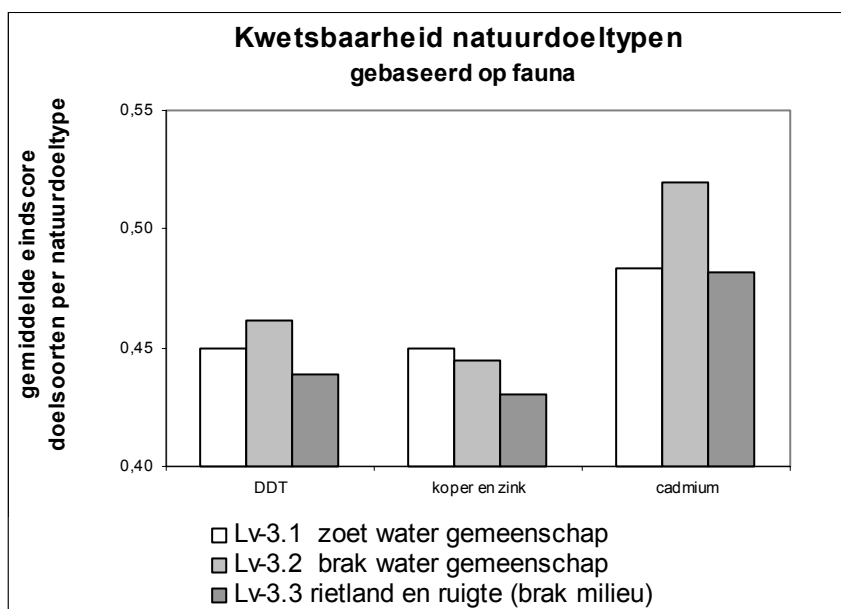 Kwetsbaarheid natuurdoeltypen
gebaseerd op fauna
gemiddelde eindscore
doelsoorten per natuurdoeltype
0,55
0,50
0,45
0,40
DDT
koper en zink
cadmium
Lv-3.1 zoet water gemeenschap
Lv-3.2 brak water gemeenschap
Lv-3.3 rietland en ruigte (brak milieu)